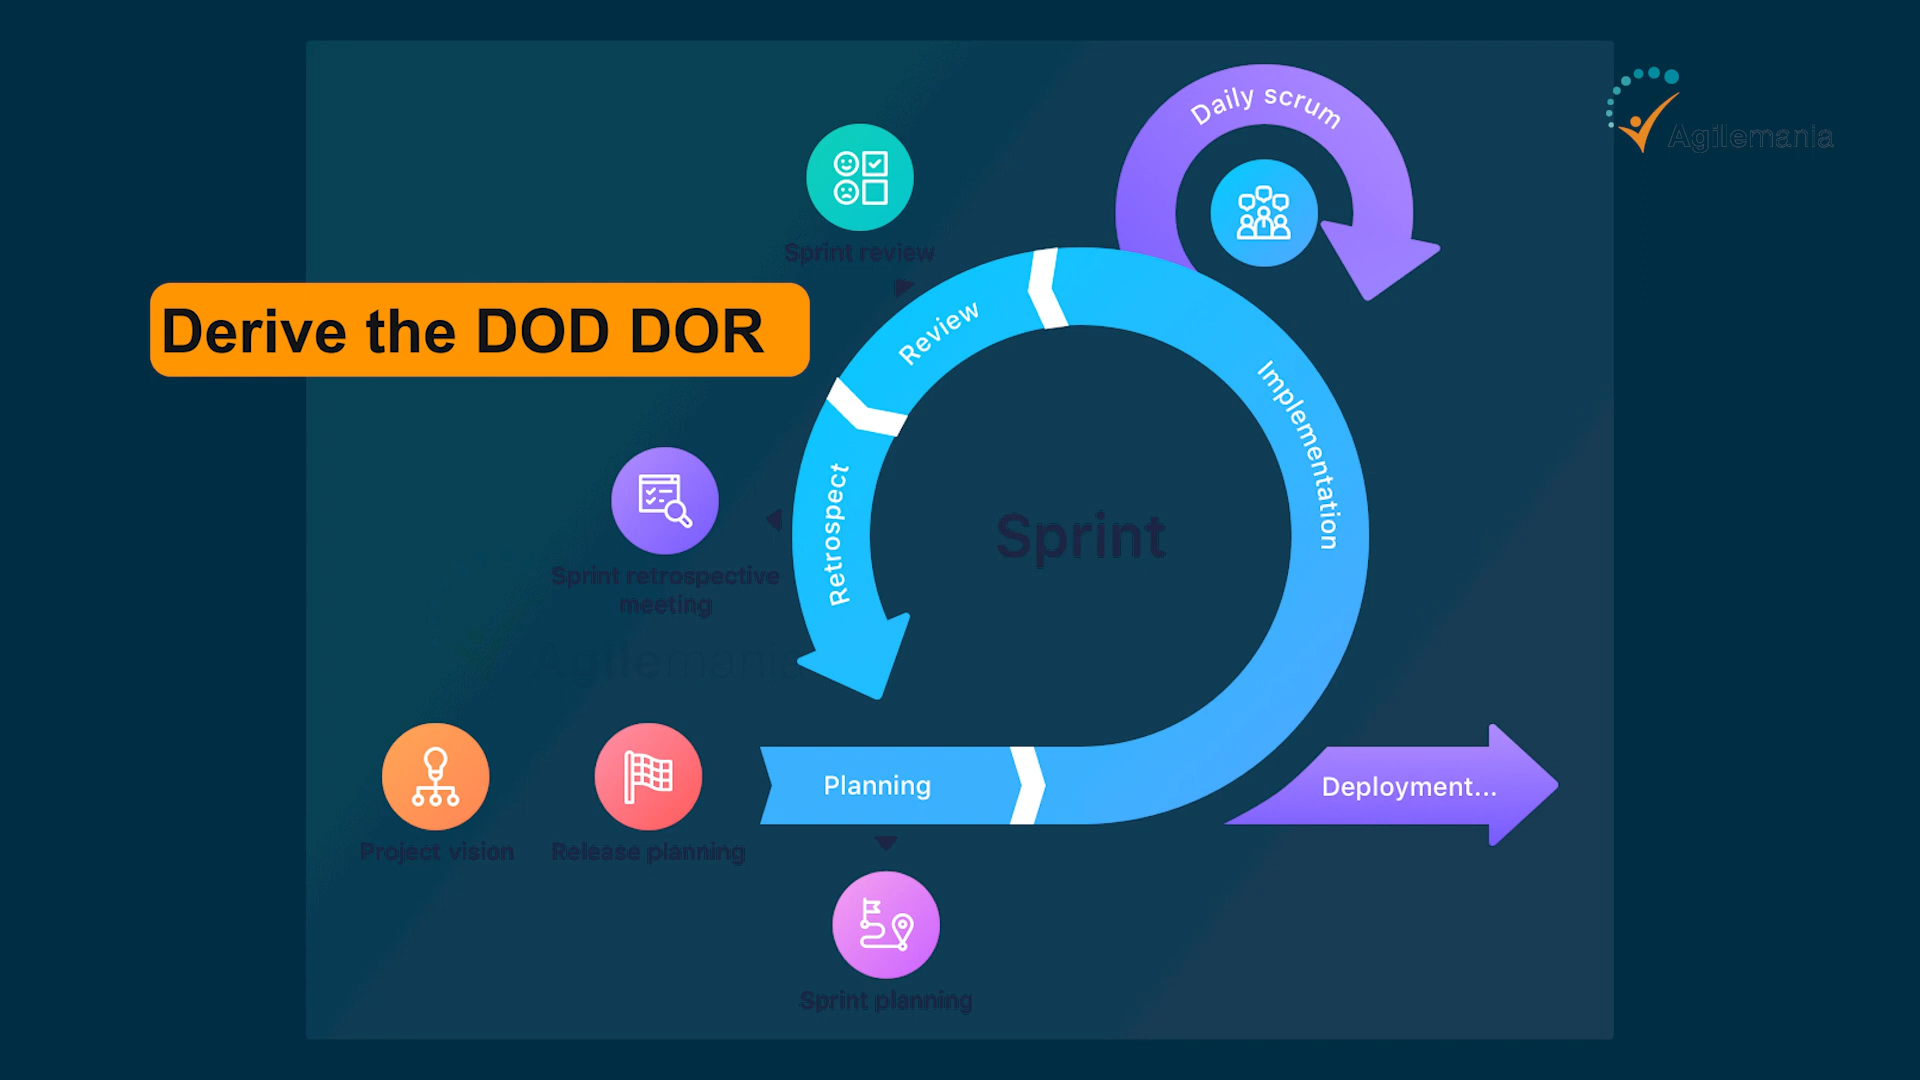 Daily scrum
Agilemania
Sprint review
Derive the DOD DOR
Review
Implementation
Retrospect
Sprint
Sprint retrospective
meeting
Agilemania
Planning
Deployment...
Project vision
Release planning
Sprint planning